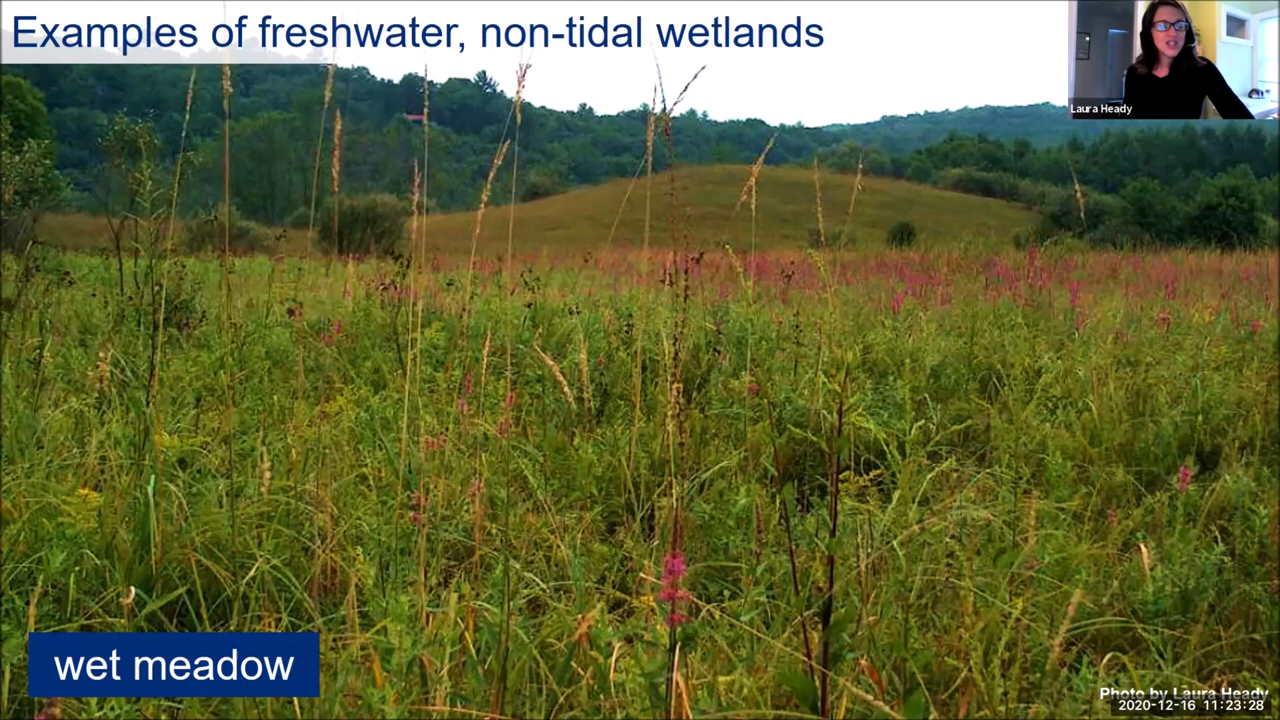 Examples of freshwater, non-tidal wetlands
Laura Heady
wet meadow
Photo by Laura Heady
2020-12-16 11:23:28